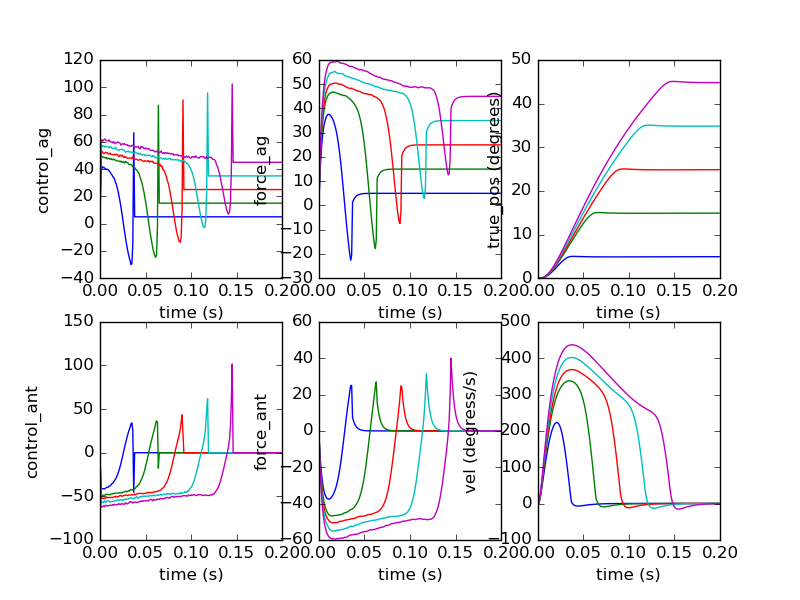 control_ag
120
100
80
60
40
20
0
−20
−40
0.00 0.05 0.10 0.15 0.20
time (s)
force_ag
60
50
40
30
20
10
0
−10
−20
−30
0.00 0.05 0.10 0.15 0.20
time (s)
true_pos (degrees)
50
40
30
20
10
0
0.00 0.05 0.10 0.15 0.20
time (s)
control_ant
150
100
50
0
−50
−100
0.00 0.05 0.10 0.15 0.20
time (s)
force_ant
60
40
20
0
−20
−40
−60
0.00 0.05 0.10 0.15 0.20
time (s)
vel (degress/s)
500
400
300
200
100
0
−100
0.00 0.05 0.10 0.15 0.20
time (s)